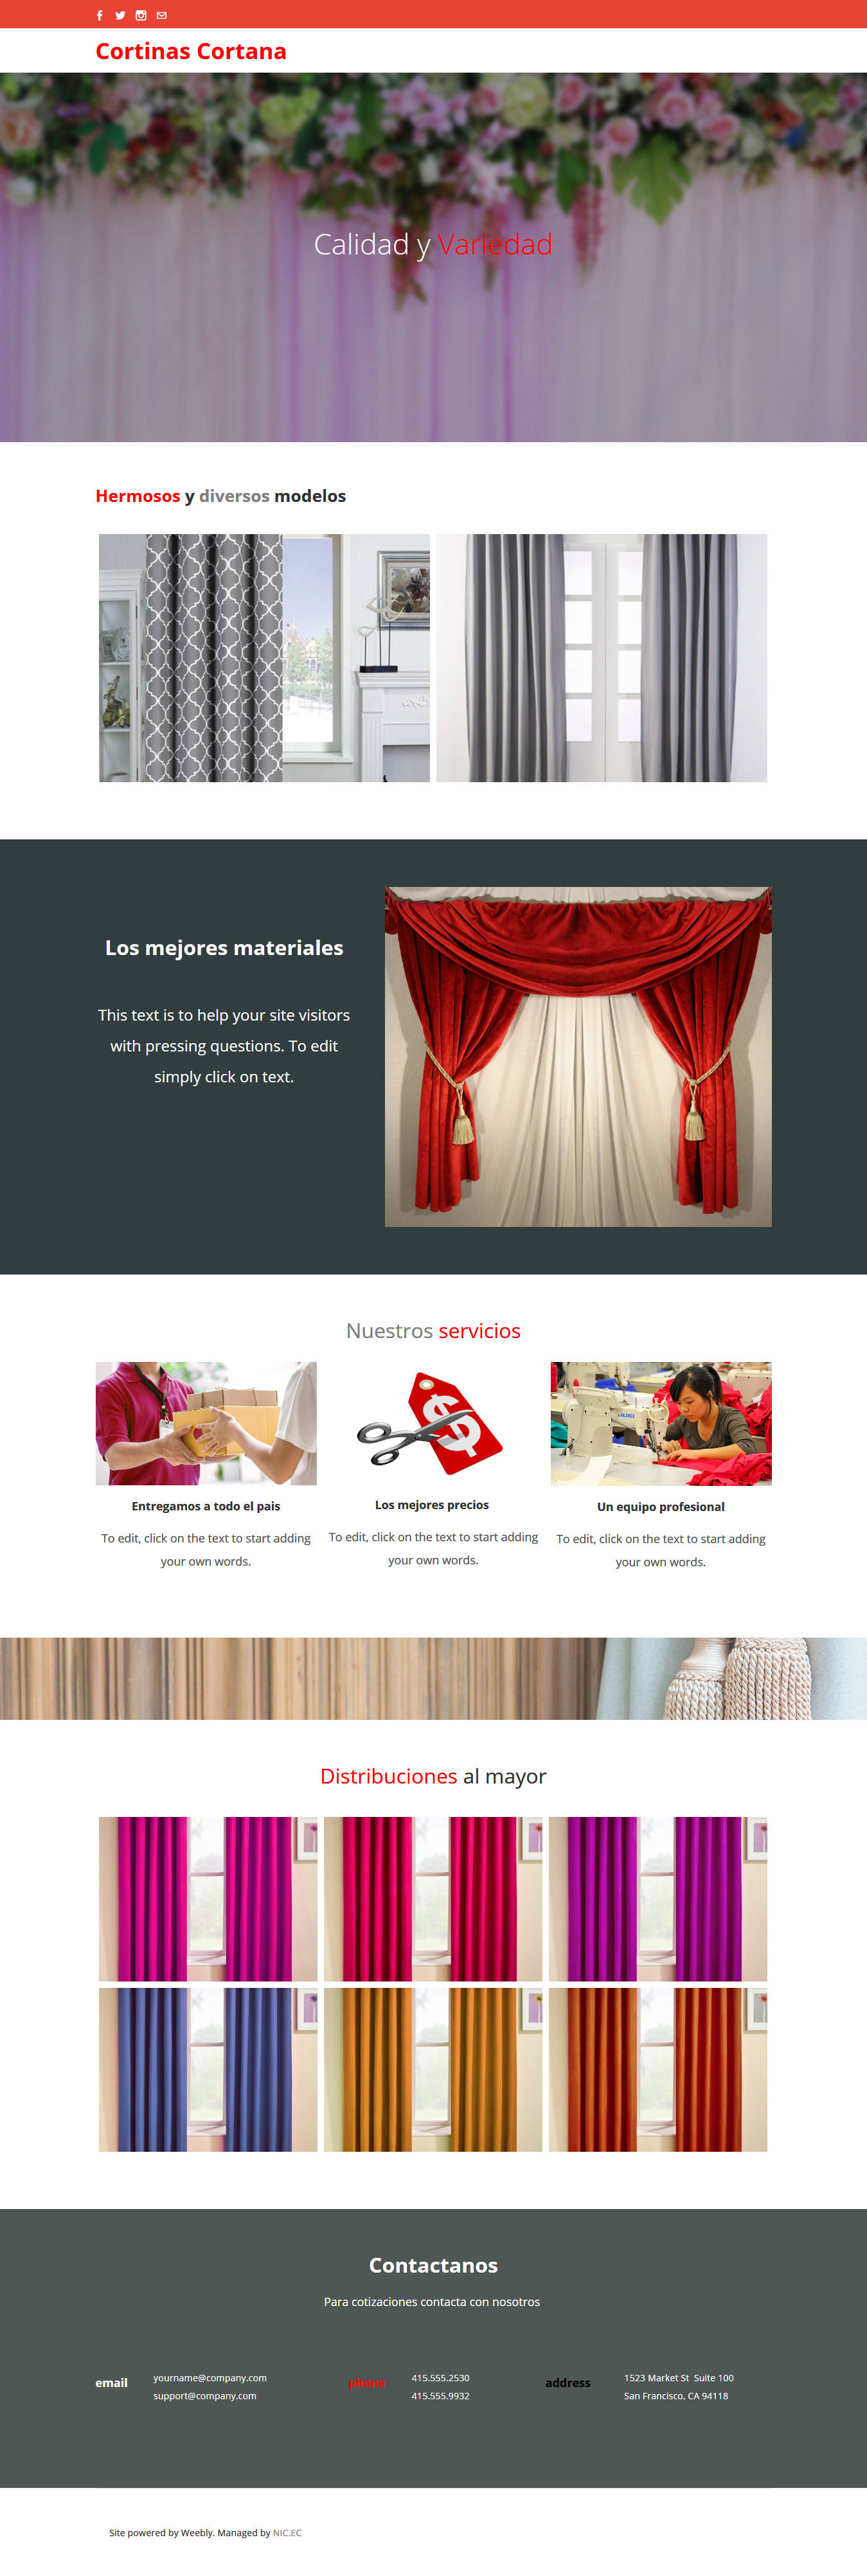 Cortinas Cortana
Calidad y Variedad
Hermosos y diversos modelos
Los mejores materiales
This text is to help your site visitors
with pressing questions. To edit
simply click on text.
Nuestros servicios
Entregamos a todo el pais
To edit, click on the text to start adding
your own words.
Los mejores precios
To edit, click on the text to start adding
your own words.
Un equipo profesional
To edit, click on the text to start adding
your own words.
Distribuciones al mayor
Contactanos
Para cotizaciones contacta con nosotros
email
yourname@company.com
support@company.com
phone
415.555.2530
415.555.9932
address
1523 Market St Suite 100
San Francisco, CA 94118
Site powered by Weebly. Managed by NIC.EC